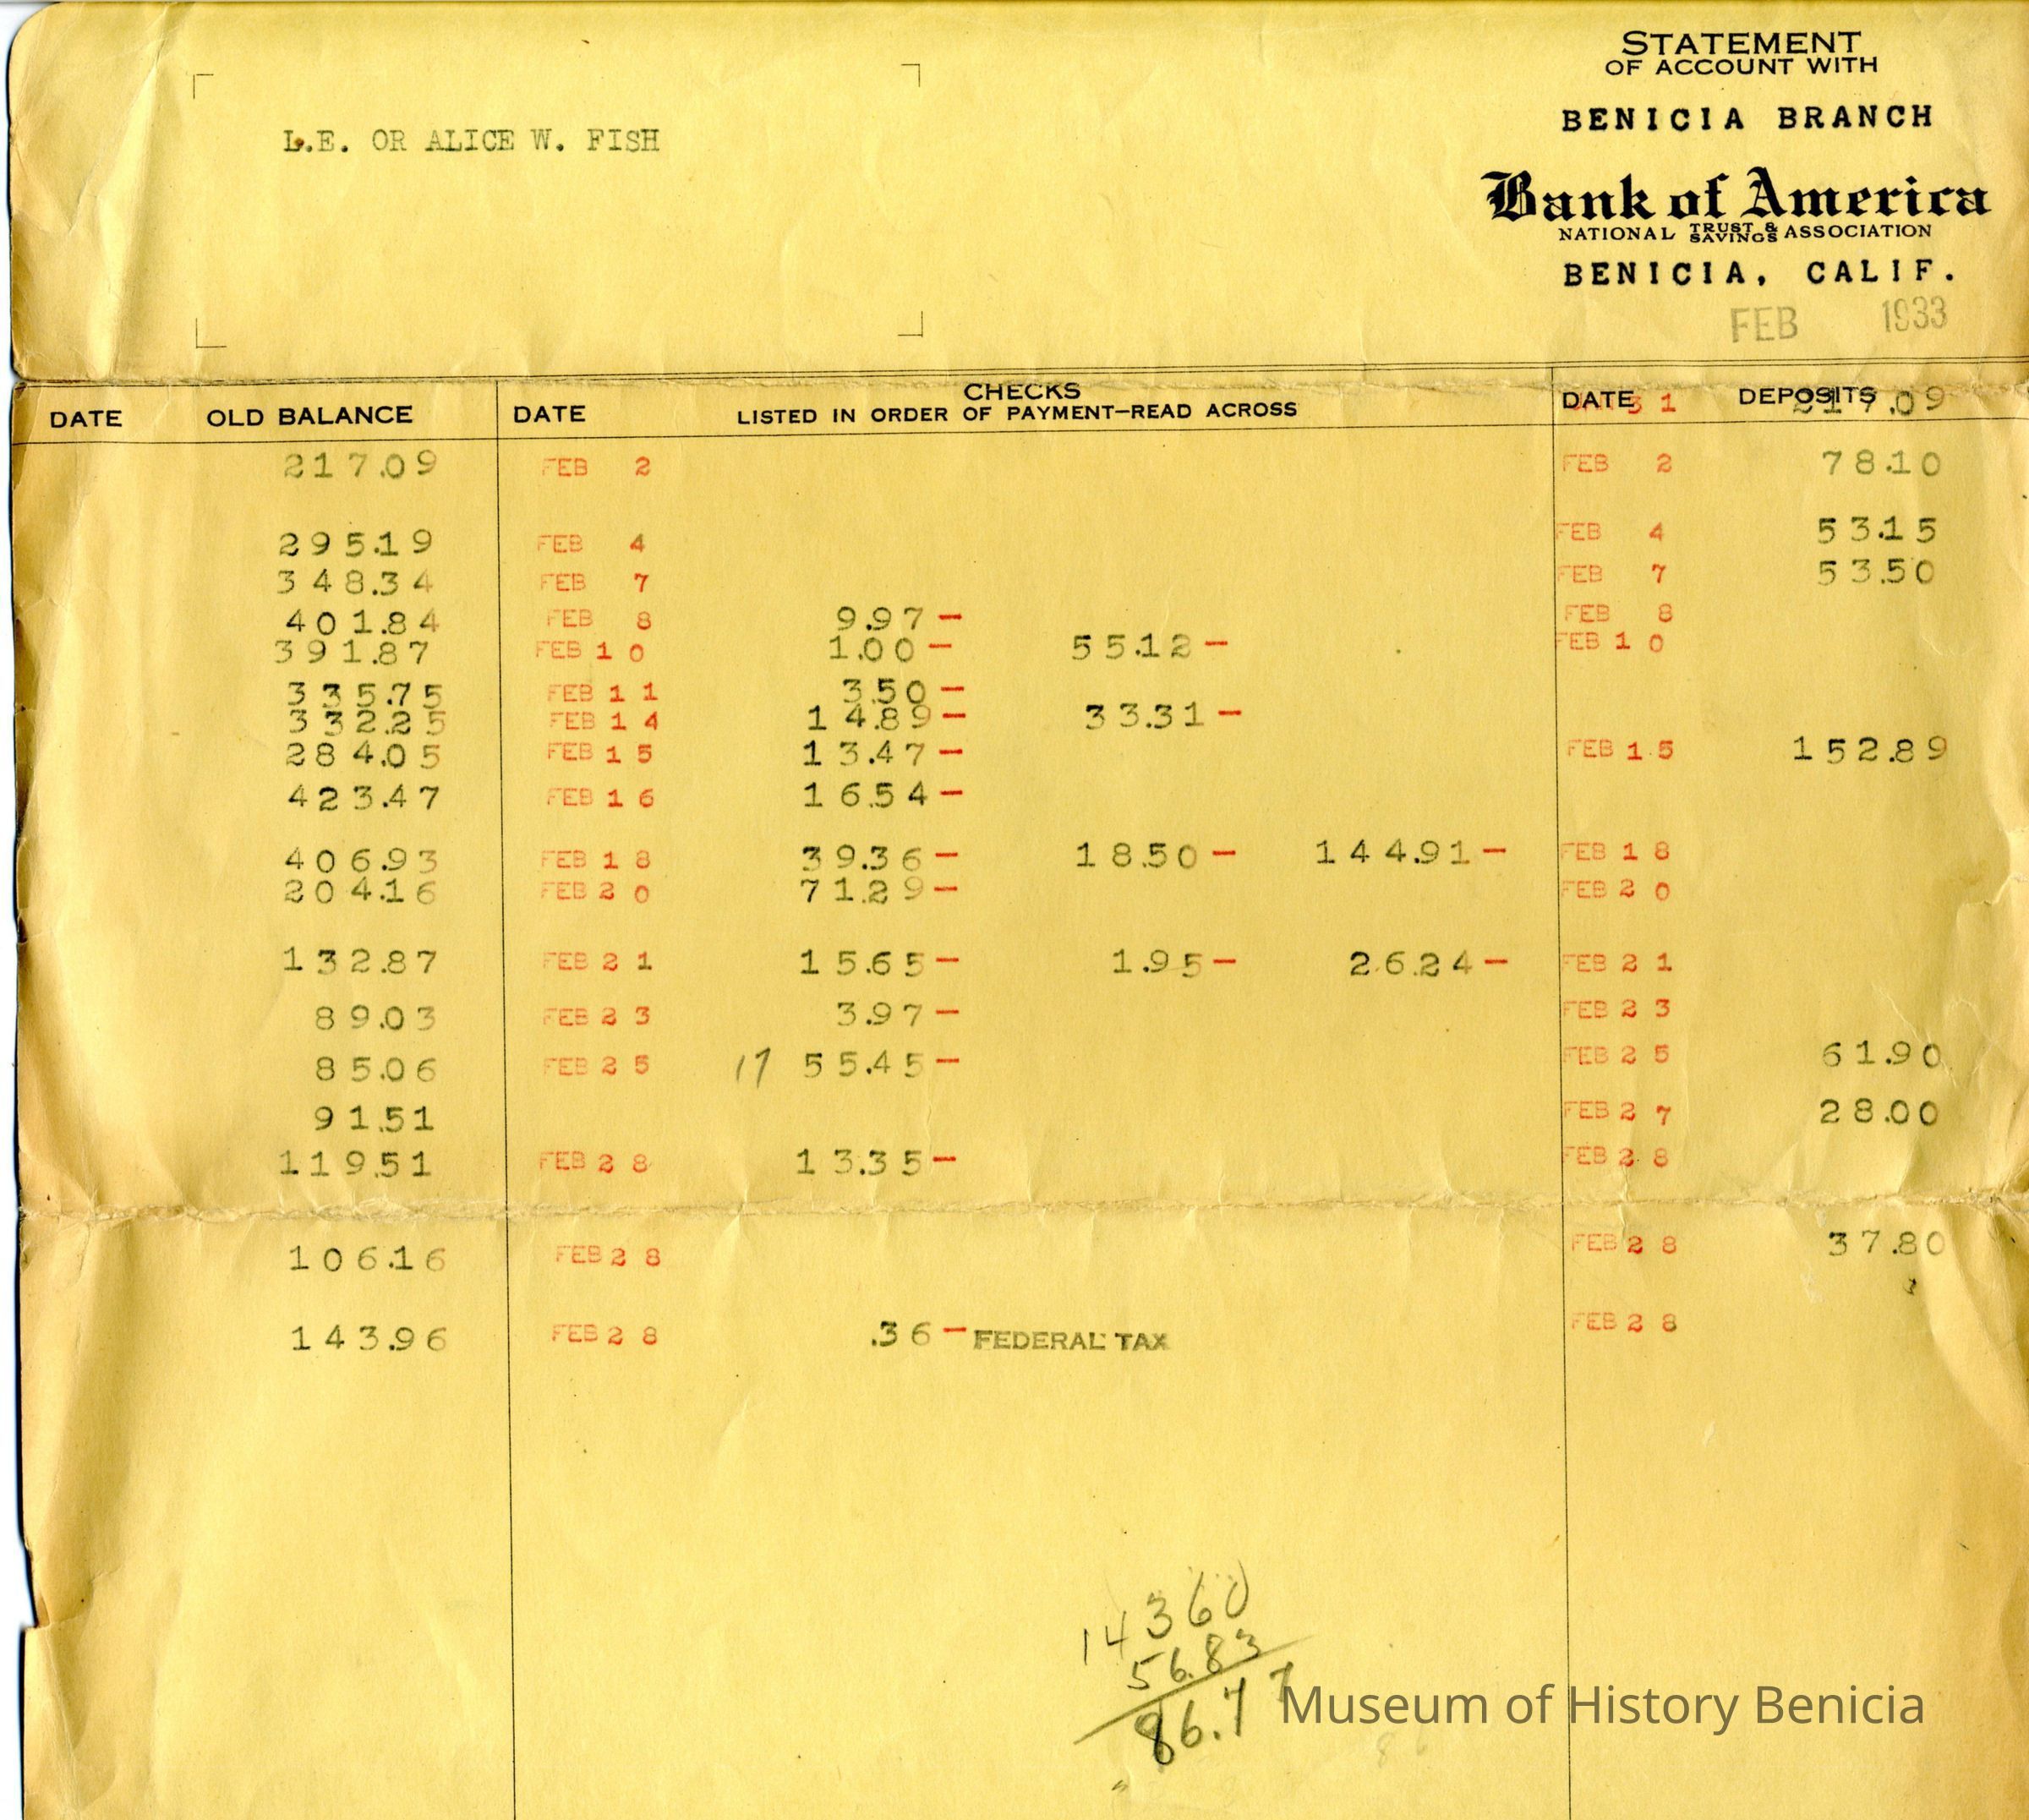 STATEMENT
OF ACCOUNT WITH
BENICIA BRANCH
L.E. OR ALICE W. FISH
Bank of America
NATIONAL TRUST & SAVINGS ASSOCIATION
BENICIA, CALIF.
FEB 1933
CHECKS
DATE OLD BALANCE DATE LISTED IN ORDER OF PAYMENT—READ ACROSS DATE 31 DEPOSITS 217.09
217.09 FEB 2 FEB 2 78.10
295.19 FEB 4 FEB 4 53.15
348.34 FEB 7 FEB 7 53.50
401.84 FEB 8 9.97- FEB 8
391.87 FEB 10 1.00- 55.12- FEB 10
335.75 FEB 11 3.50-
332.25 FEB 14 14.89- 33.31-
284.05 FEB 15 13.47- FEB 15 152.89
423.47 FEB 16 16.54-
406.93 FEB 18 39.36- 18.50- 144.91- FEB 18
204.16 FEB 20 71.29- FEB 20
132.87 FEB 21 15.65- 1.95- 26.24- FEB 21
89.03 FEB 23 3.97- FEB 23
85.06 FEB 25 17 55.45- FEB 25 61.90
91.51 FEB 27 28.00
119.51 FEB 28 13.35- FEB 28
106.16 FEB 28 FEB 28 37.80
143.96 FEB 28 .36- FEDERAL TAX FEB 28
14360
56.83
86.77
Museum of History Benicia